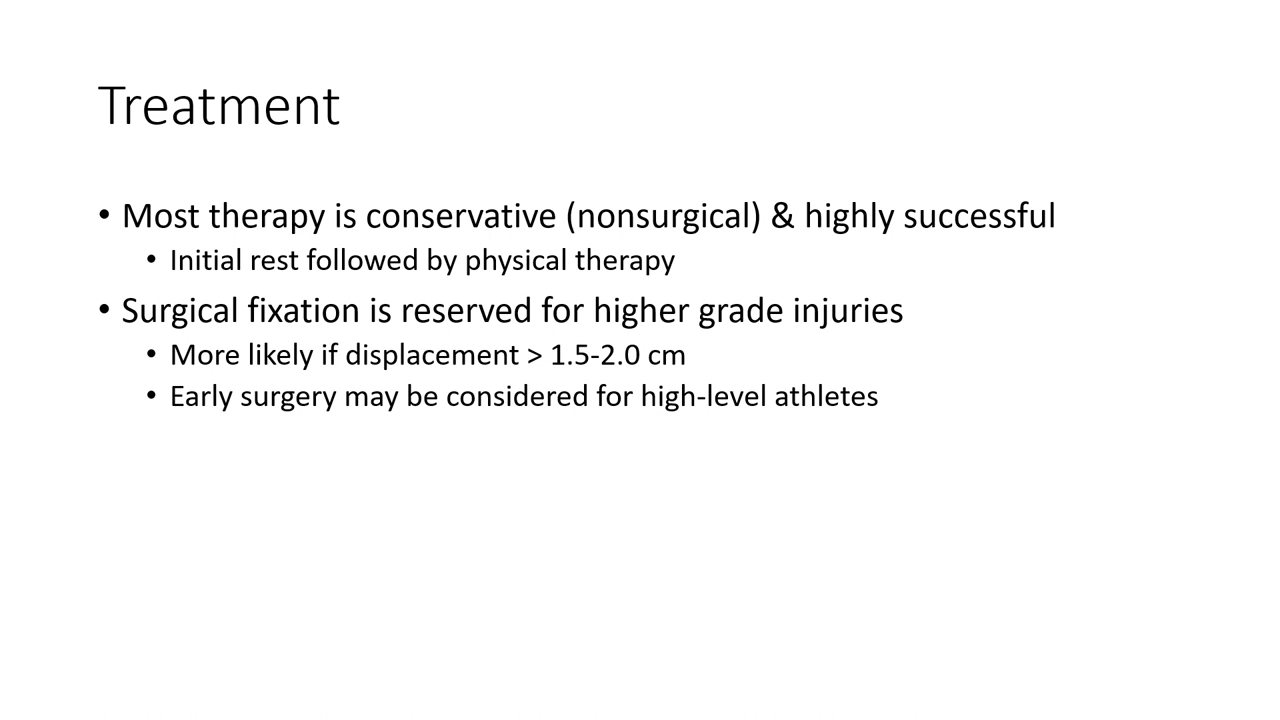 Treatment
• Most therapy is conservative (nonsurgical) & highly successful
• Initial rest followed by physical therapy
• Surgical fixation is reserved for higher grade injuries
• More likely if displacement > 1.5-2.0 cm
• Early surgery may be considered for high-level athletes